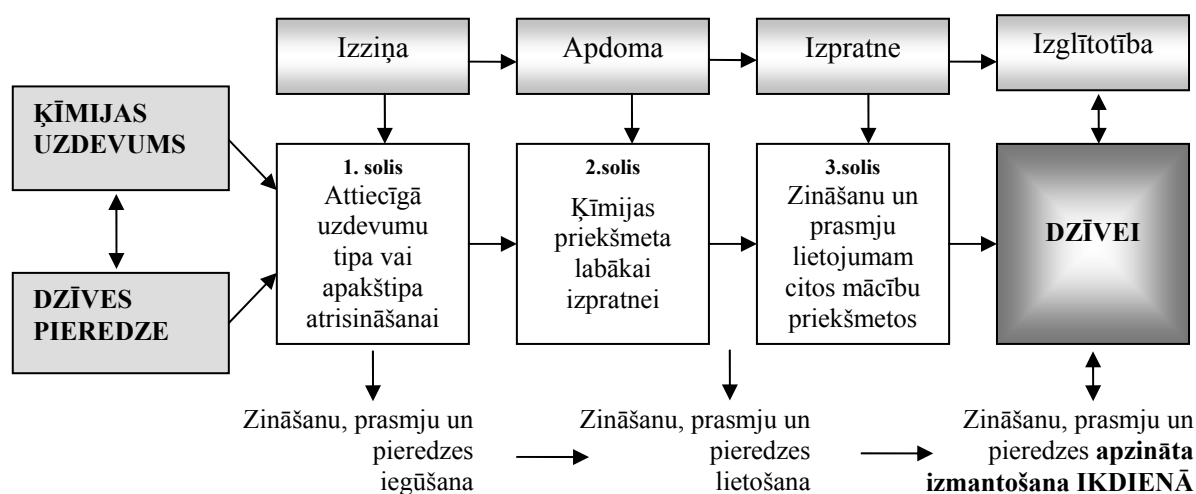 Izziņa
Apdoma
Izpratne
Izglītotība
ĶĪMIJAS
UZDEVUMS
DZĪVES
PIEREDZE
1. solis
Attiecīgā
uzdevumu
tipa vai
apakštipa
atrisināšanai
2.solis
Ķīmijas
priekšmeta
labākai
izpratnei
3.solis
Zināšanu un
prasmju
lietojumam
citos mācību
priekšmetos
DZĪVEI
Zināšanu, prasmju un
pieredzes
iegūšana
Zināšanu, prasmju un
pieredzes
lietošana
Zināšanu, prasmju un
pieredzes apzināta
izmantošana IKDIENĀ